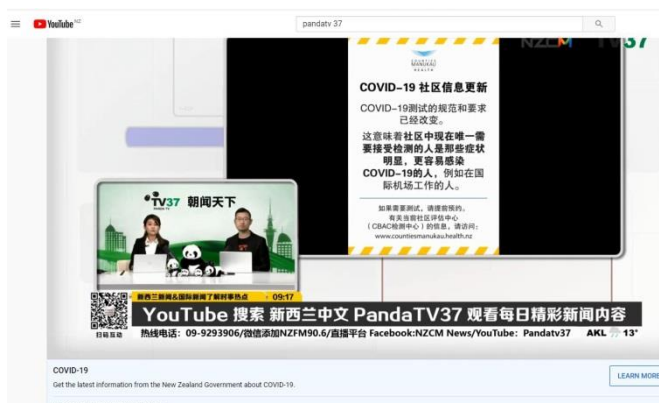 YouTube NZ
pandatv 37
NZCM TV37
COUNTIES
MANUKAU
HEALTH
COVID-19 社区信息更新
COVID-19测试的规范和要求
已经改变。
这意味着社区中现在唯一需
要接受检测的人是那些症状
明显，更容易感染
COVID-19的人，例如在国
际机场工作的人。
如果需要测试，请提前预约。
有关当前社区评估中心
（CBAC检测中心）的信息，请访问：
www.countiesmanukau.health.nz
TV37 朝闻天下
PANDA TV
新西兰新闻&国际新闻了解时事热点 09:17
YouTube 搜索 新西兰中文 PandaTV37 观看每日精彩新闻内容
扫码互动
热线电话：09-9293906/微信添加NZFM90.6/直播平台 Facebook:NZCM News/YouTube：Pandatv37 AKL 13°
COVID-19
Get the latest information from the New Zealand Government about COVID-19.
LEARN MORE